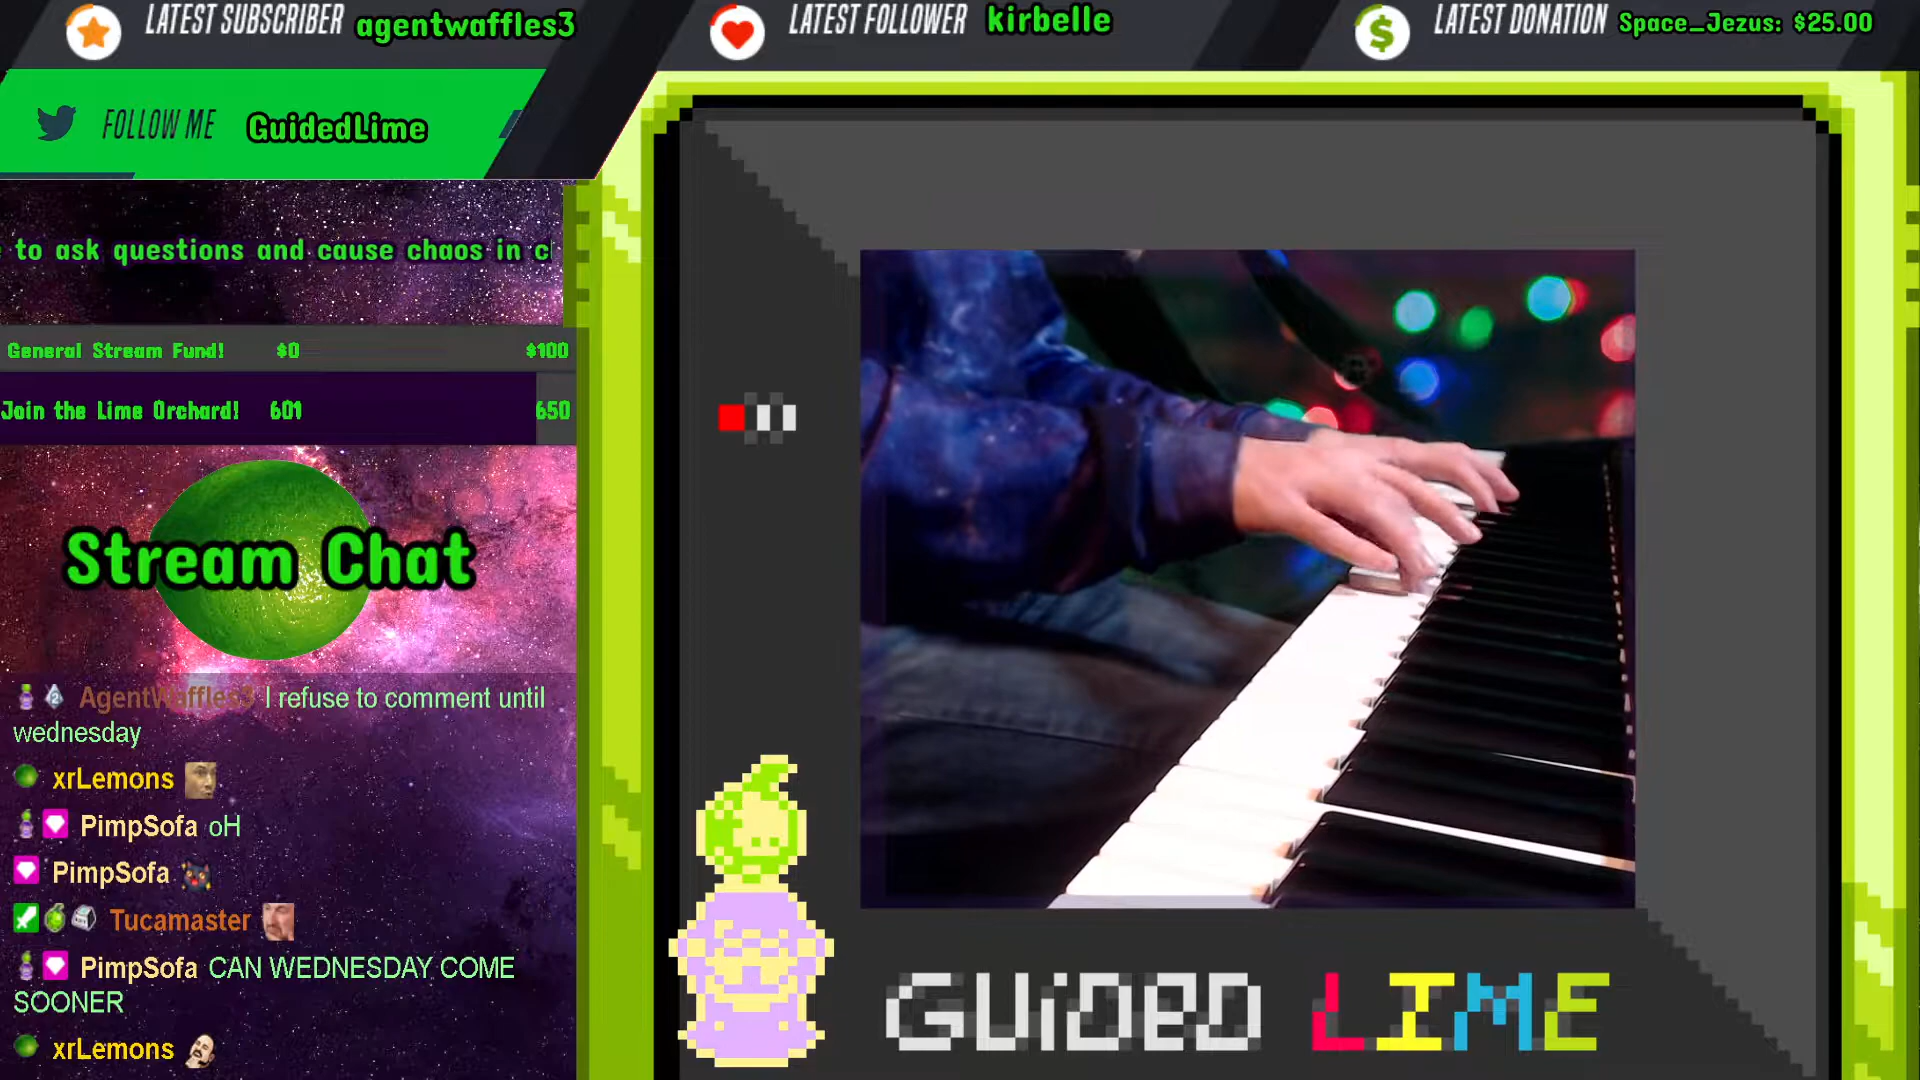 LATEST SUBSCRIBER agentwaffles3
LATEST FOLLOWER kirbelle
LATEST DONATION Space_Jezus: $25.00
FOLLOW ME GuidedLime
to ask questions and cause chaos in c
General Stream Fund! $0 $100
Join the Lime Orchard! 601 650
Stream Chat
AgentWaffles3 I refuse to comment until
wednesday
xrLemons
PimpSofa oH
PimpSofa
Tucamaster
PimpSofa CAN WEDNESDAY COME
SOONER
xrLemons
GUiDED LIME